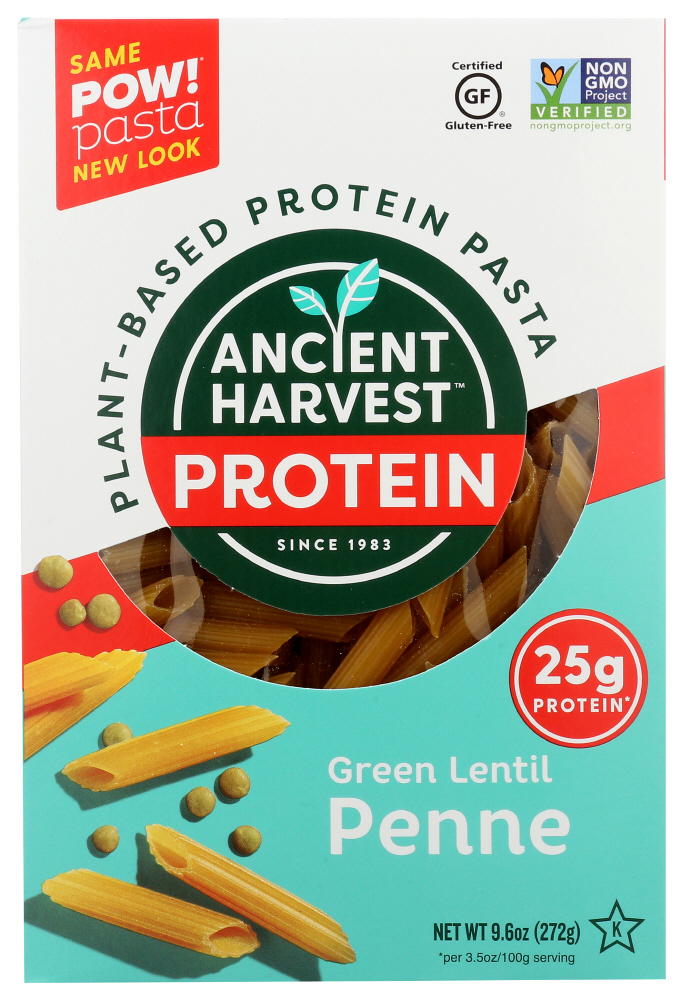 SAME
POW!
pasta
NEW LOOK
Certified
GF
®
Gluten-Free
NON
GMO
Project
VERIFIED
nongmoproject.org
PLANT-BASED PROTEIN PASTA
ANCIENT
HARVEST™
PROTEIN
SINCE 1983
25g
PROTEIN*
Green Lentil
Penne
NET WT 9.6oz (272g)
K
*per 3.5oz/100g serving